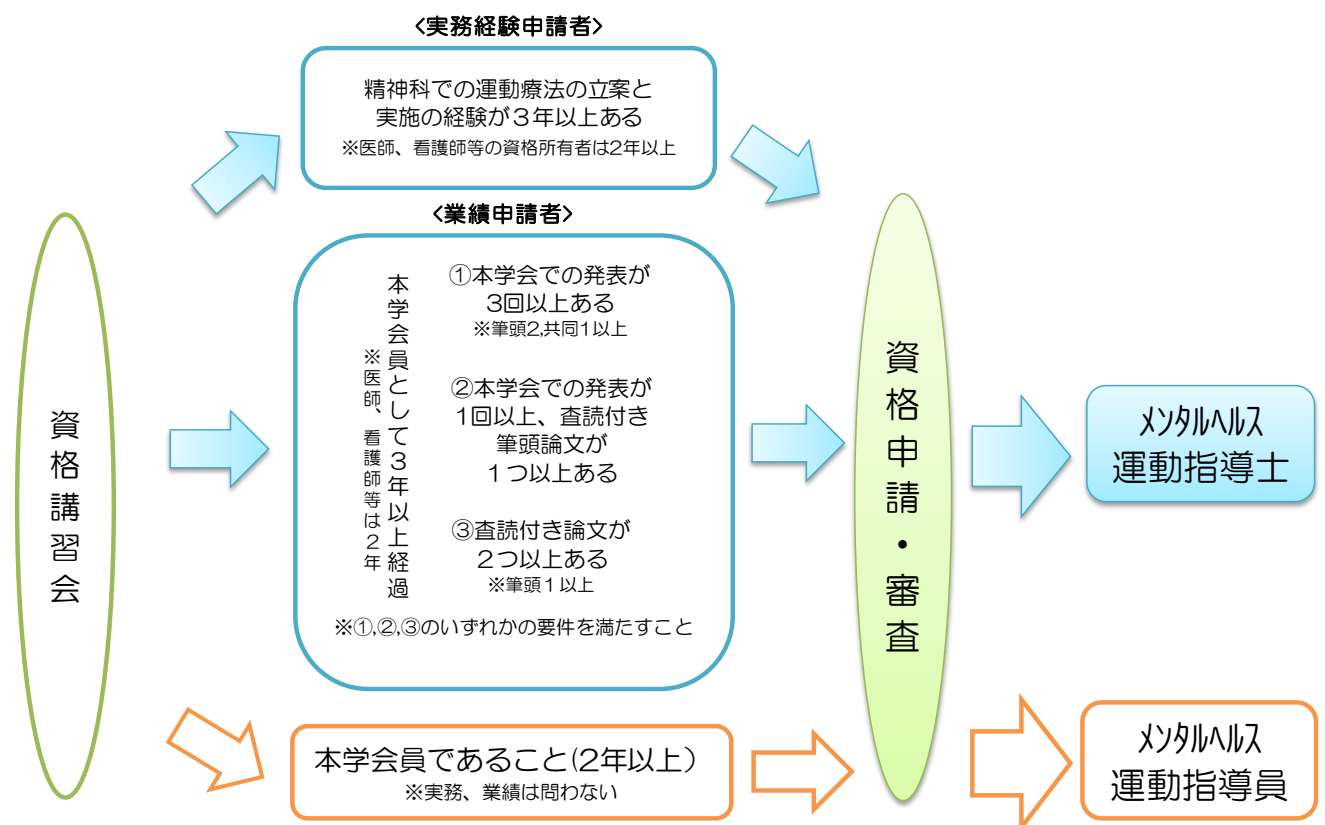 資格講習会
<実務経験申請者>
精神科での運動療法の立案と
実施の経験が３年以上ある
※医師、看護師等の資格所有者は2年以上
<業績申請者>
本学会員として３年以上経過
※医師、看護師等は２年
①本学会での発表が
3回以上ある
※筆頭2,共同1以上
②本学会での発表が
1回以上、査読付き
筆頭論文が
１つ以上ある
③査読付き論文が
２つ以上ある
※筆頭１以上
※①,②,③のいずれかの要件を満たすこと
本学会員であること(2年以上）
※実務、業績は問わない
資格申請・審査
ﾒﾝﾀﾙﾍﾙｽ
運動指導士
ﾒﾝﾀﾙﾍﾙｽ
運動指導員